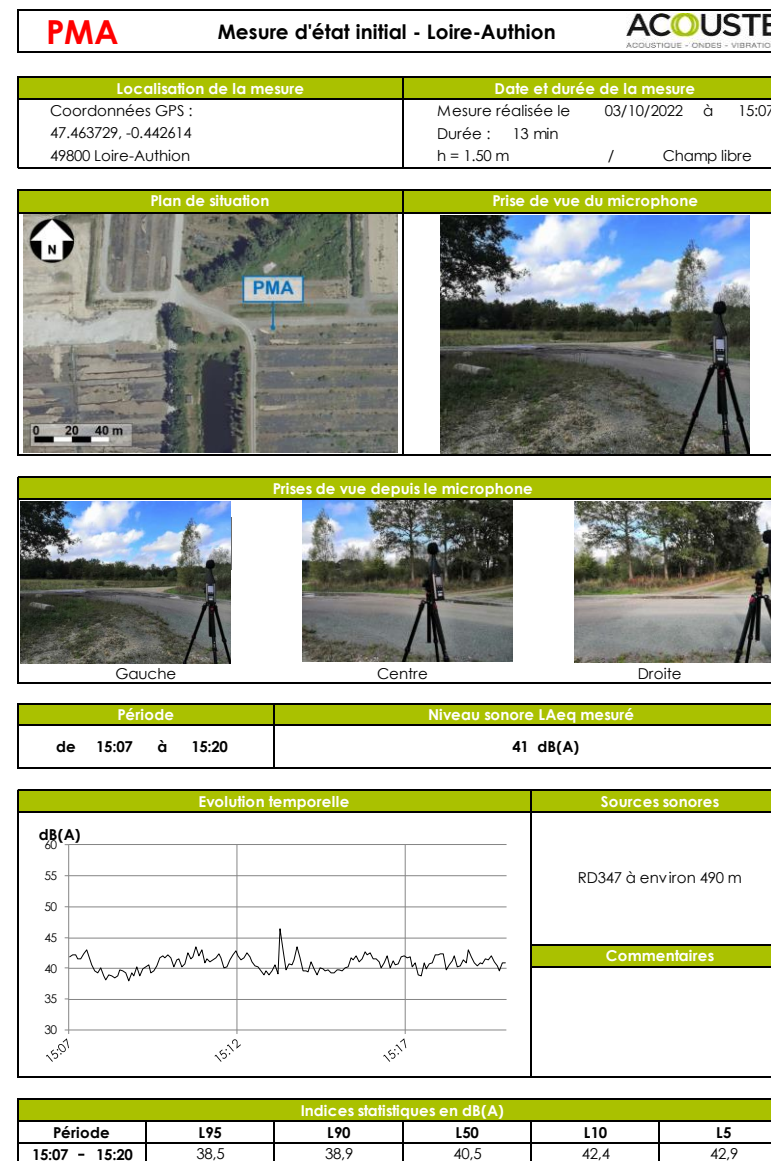 PMA
Mesure d'état initial - Loire-Authion
ACOUSTE
ACOUSTIQUE - ONDES - VIBRATION
Localisation de la mesure
Date et durée de la mesure
Coordonnées GPS :
Mesure réalisée le 03/10/2022 à 15:07
47.463729, -0.442614
Durée : 13 min
49800 Loire-Authion
h = 1.50 m / Champ libre
Plan de situation
Prise de vue du microphone
N
PMA
0 20 40 m
Prises de vue depuis le microphone
Gauche
Centre
Droite
Période
Niveau sonore LAeq mesuré
de 15:07 à 15:20
41 dB(A)
Evolution temporelle
Sources sonores
dB(A)
60
55
50
45
40
35
30
15:07
15:12
15:17
RD347 à environ 490 m
Commentaires
Indices statistiques en dB(A)
Période L95 L90 L50 L10 L5
15:07 - 15:20 38,5 38,9 40,5 42,4 42,9